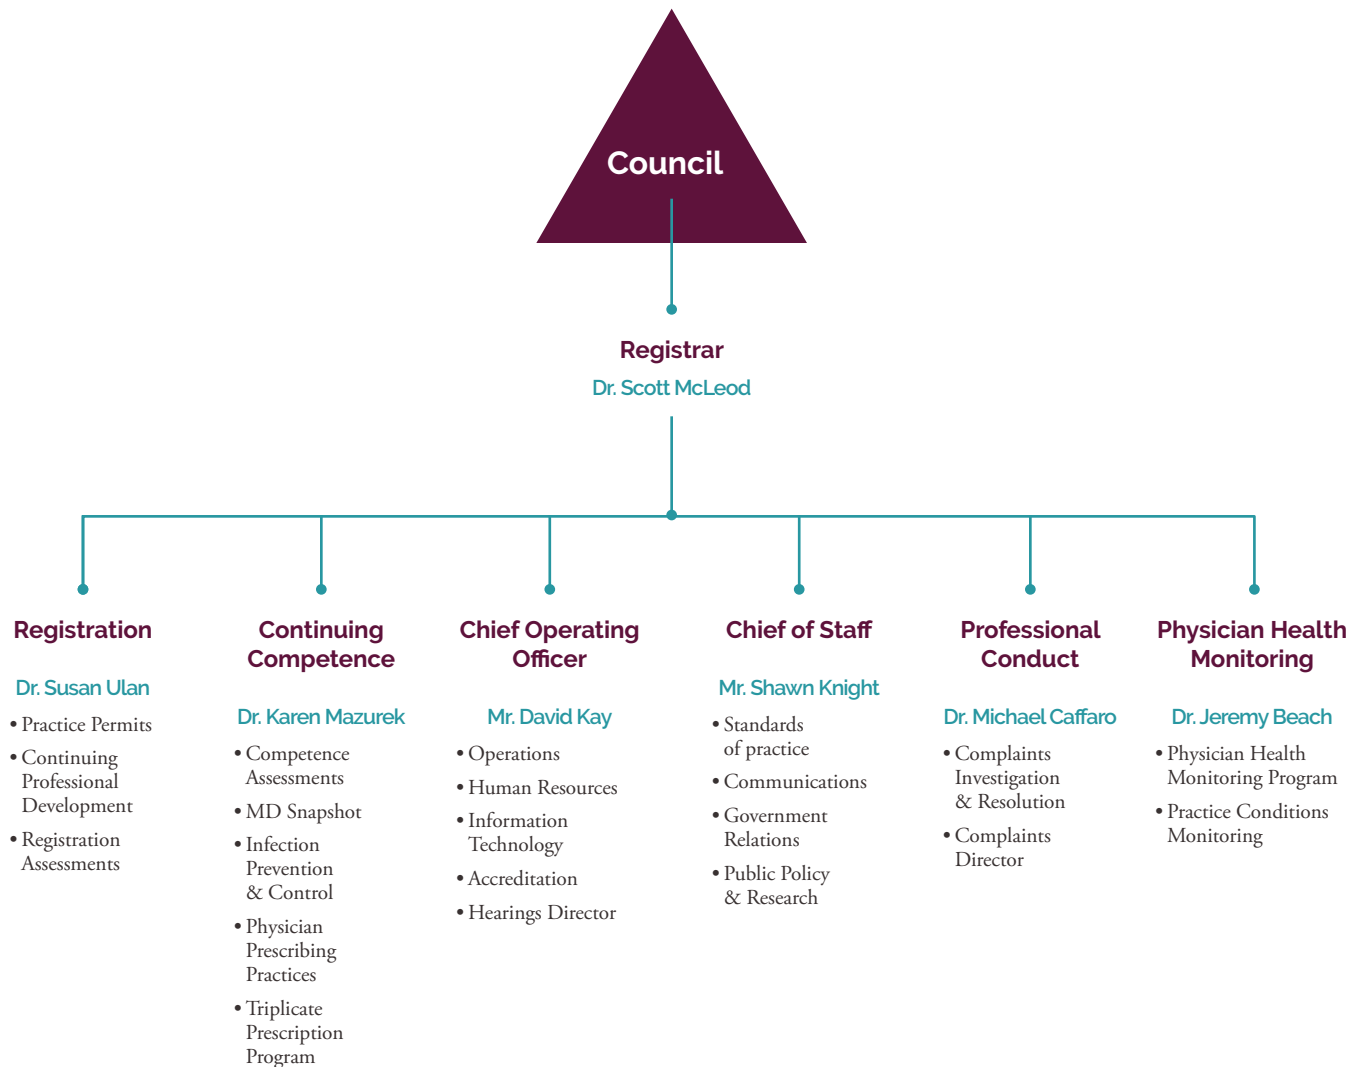 Council
Registrar
Dr. Scott McLeod
Registration
Dr. Susan Ulan
• Practice Permits
• Continuing
Professional
Development
• Registration
Assessments
Continuing
Competence
Dr. Karen Mazurek
• Competence
Assessments
• MD Snapshot
• Infection
Prevention
& Control
• Physician
Prescribing
Practices
• Triplicate
Prescription
Program
Chief Operating
Officer
Mr. David Kay
• Operations
• Human Resources
• Information
Technology
• Accreditation
• Hearings Director
Chief of Staff
Mr. Shawn Knight
• Standards
of practice
• Communications
• Government
Relations
• Public Policy
& Research
Professional
Conduct
Dr. Michael Caffaro
• Complaints
Investigation
& Resolution
• Complaints
Director
Physician Health
Monitoring
Dr. Jeremy Beach
• Physician Health
Monitoring Program
• Practice Conditions
Monitoring